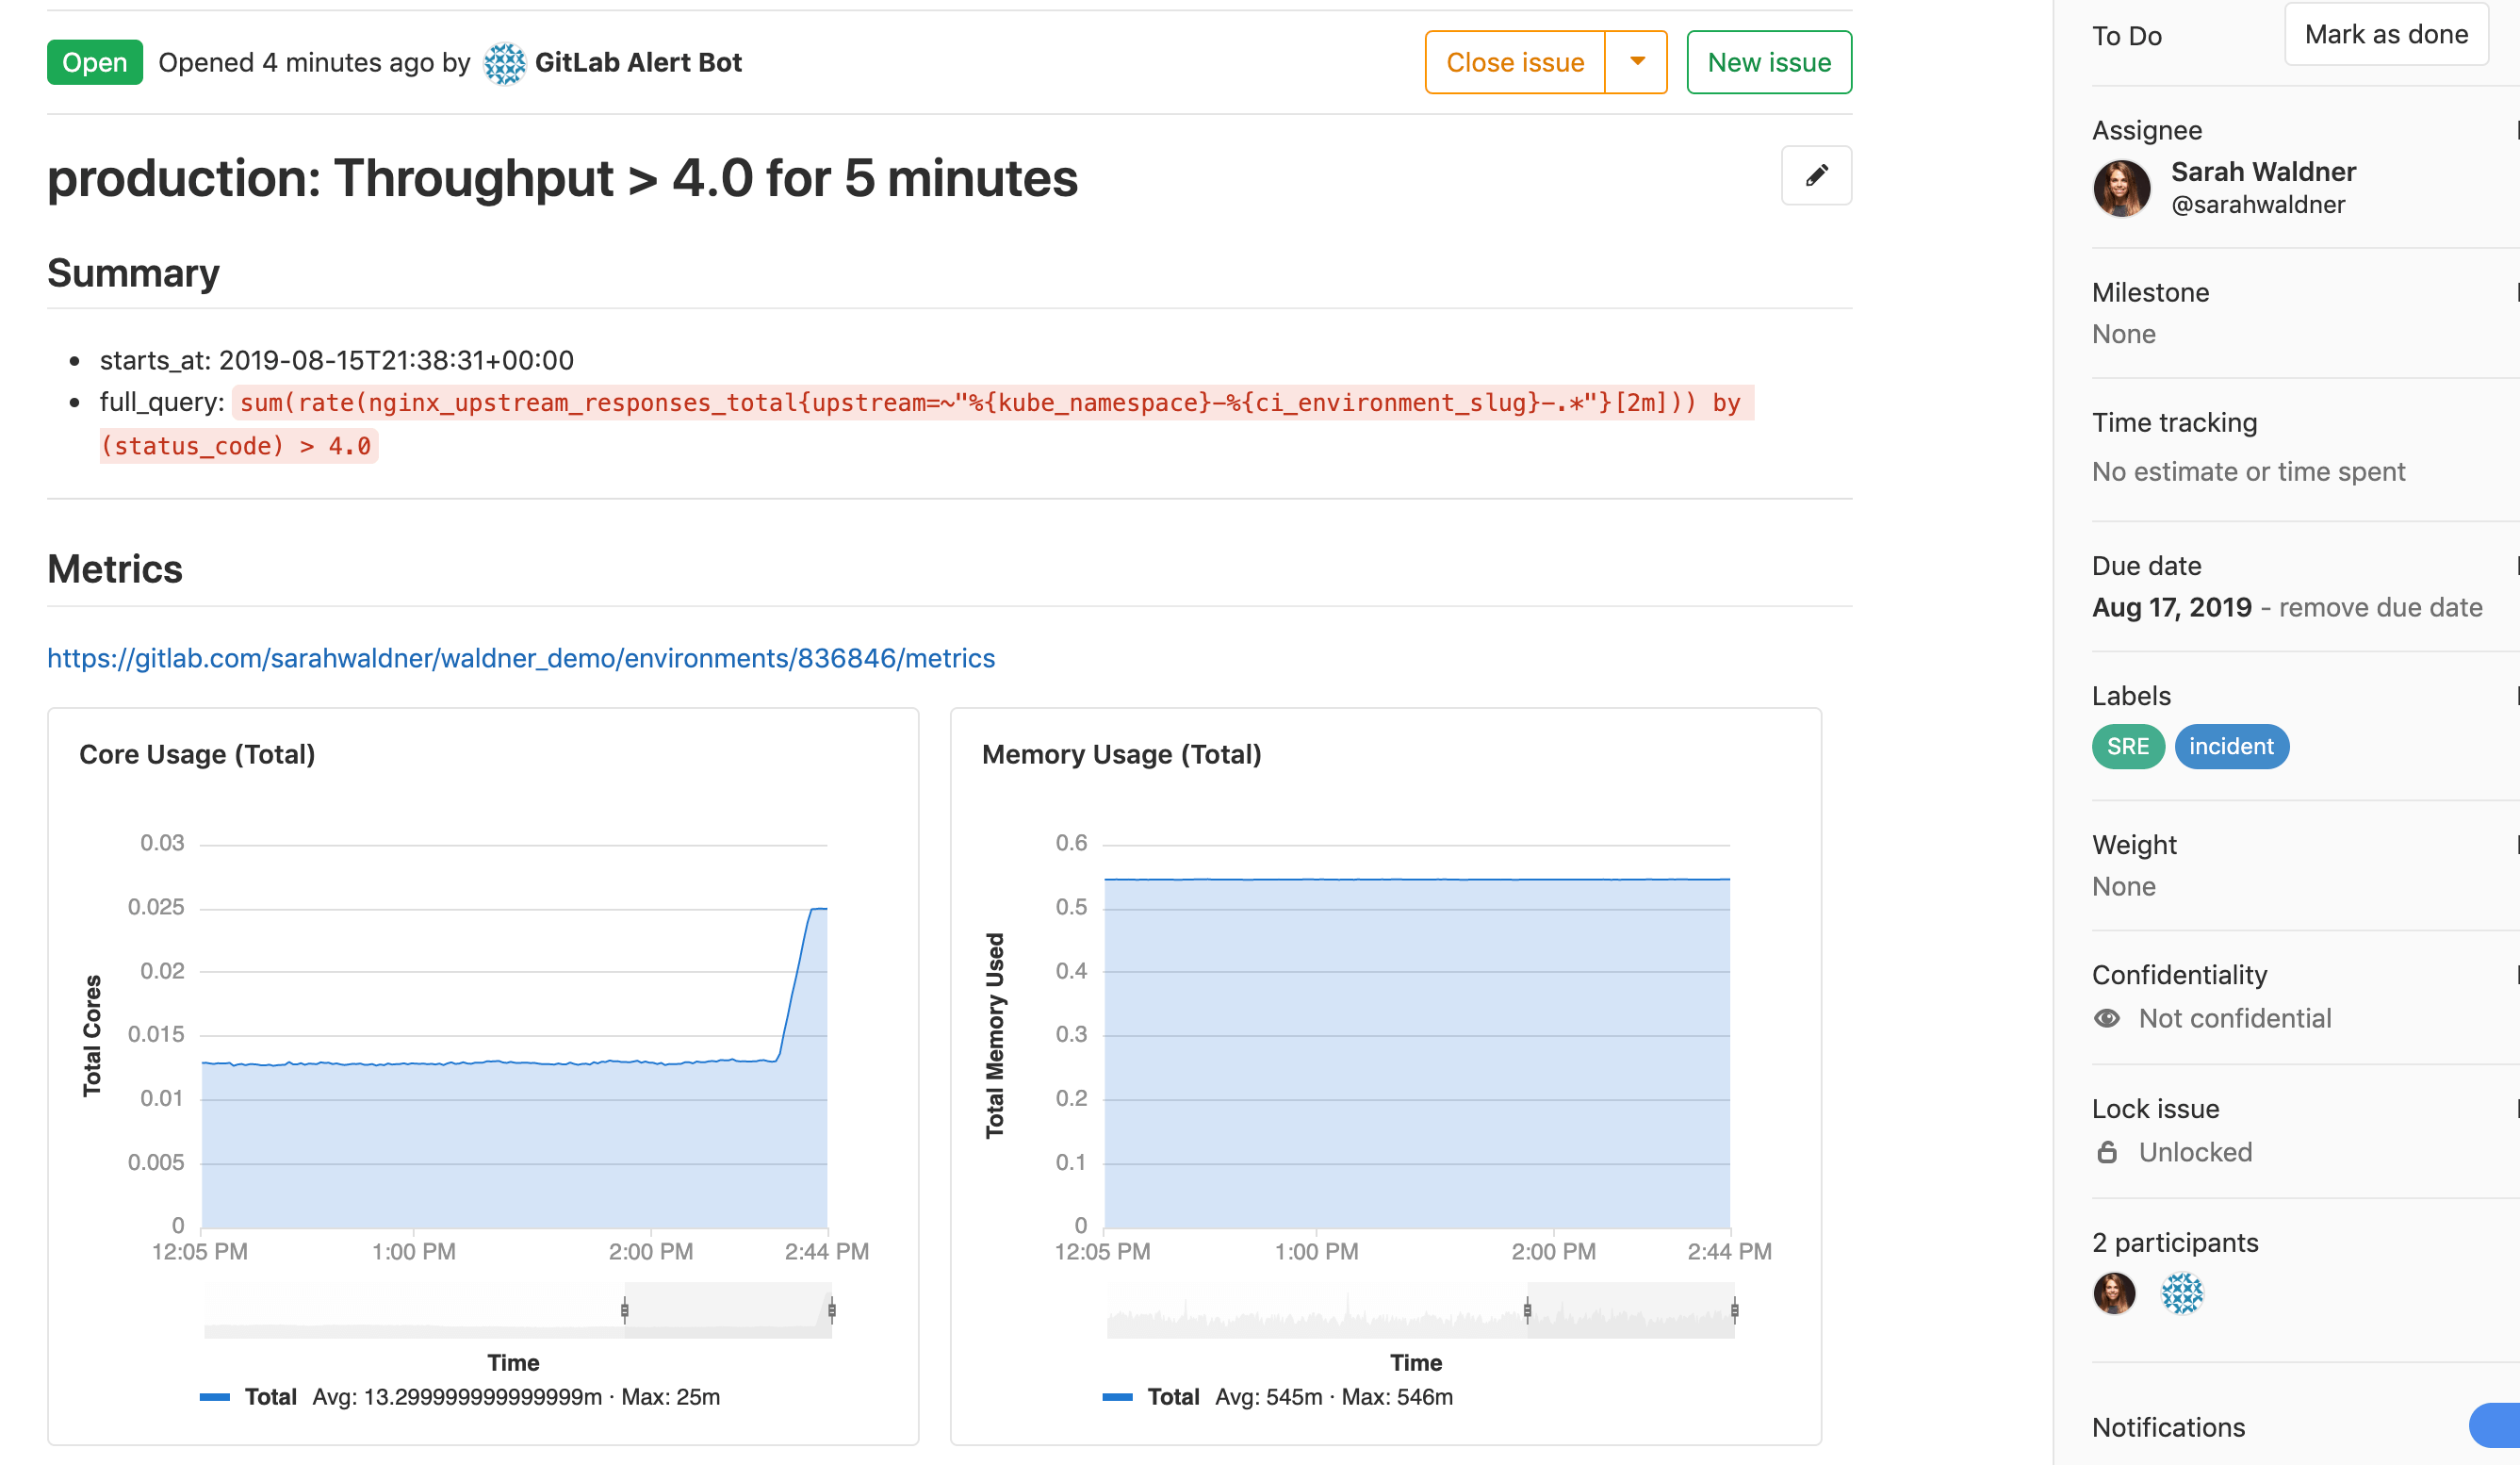 Open Opened 4 minutes ago by GitLab Alert Bot Close issue New issue
production: Throughput > 4.0 for 5 minutes
Summary
• starts_at: 2019-08-15T21:38:31+00:00
• full_query: sum(rate(nginx_upstream_responses_total{upstream=~"%{kube_namespace}-%{ci_environment_slug}-.*"}[2m])) by
(status_code) > 4.0
Metrics
https://gitlab.com/sarahwaldner/waldner_demo/environments/836846/metrics
Core Usage (Total)
Total Cores
0.03
0.025
0.02
0.015
0.01
0.005
0
12:05 PM 1:00 PM 2:00 PM 2:44 PM
Time
Total Avg: 13.299999999999999m · Max: 25m
Memory Usage (Total)
Total Memory Used
0.6
0.5
0.4
0.3
0.2
0.1
0
12:05 PM 1:00 PM 2:00 PM 2:44 PM
Time
Total Avg: 545m · Max: 546m
To Do Mark as done
Assignee
Sarah Waldner
@sarahwaldner
Milestone
None
Time tracking
No estimate or time spent
Due date
Aug 17, 2019 - remove due date
Labels
SRE incident
Weight
None
Confidentiality
Not confidential
Lock issue
Unlocked
2 participants
Notifications